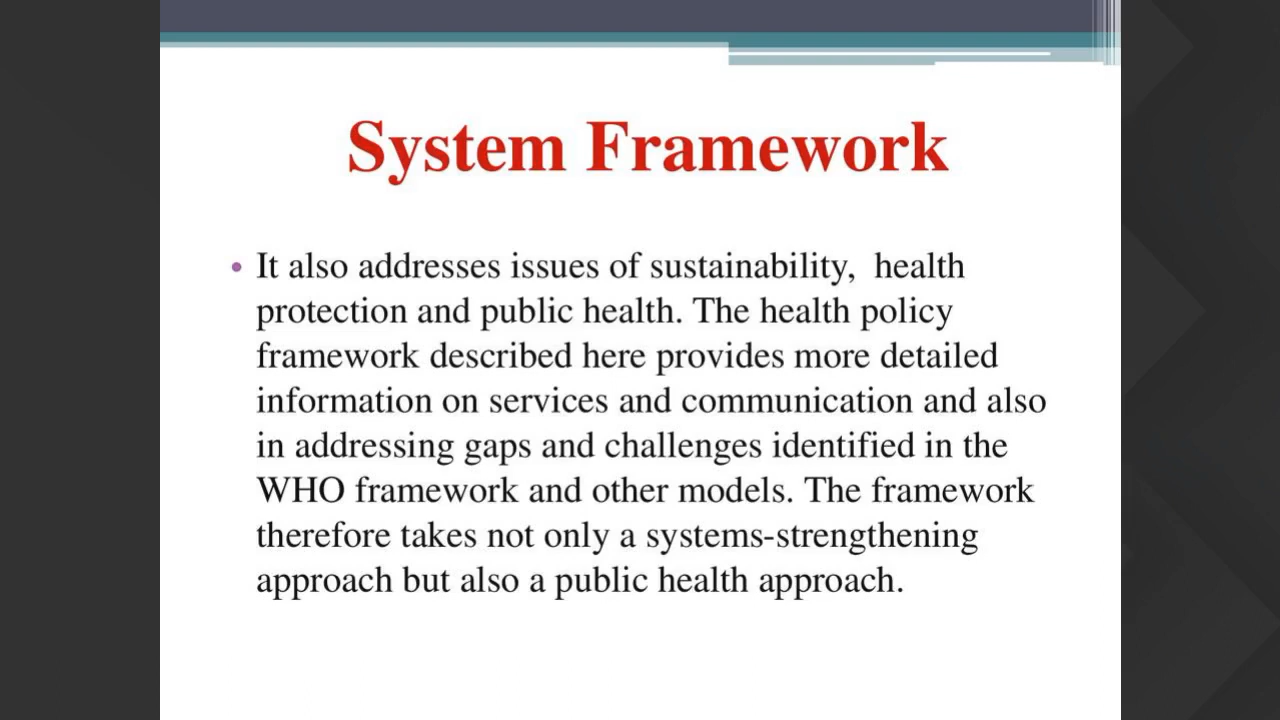 System Framework
• It also addresses issues of sustainability,  health
protection and public health. The health policy
framework described here provides more detailed
information on services and communication and also
in addressing gaps and challenges identified in the
WHO framework and other models. The framework
therefore takes not only a systems-strengthening
approach but also a public health approach.